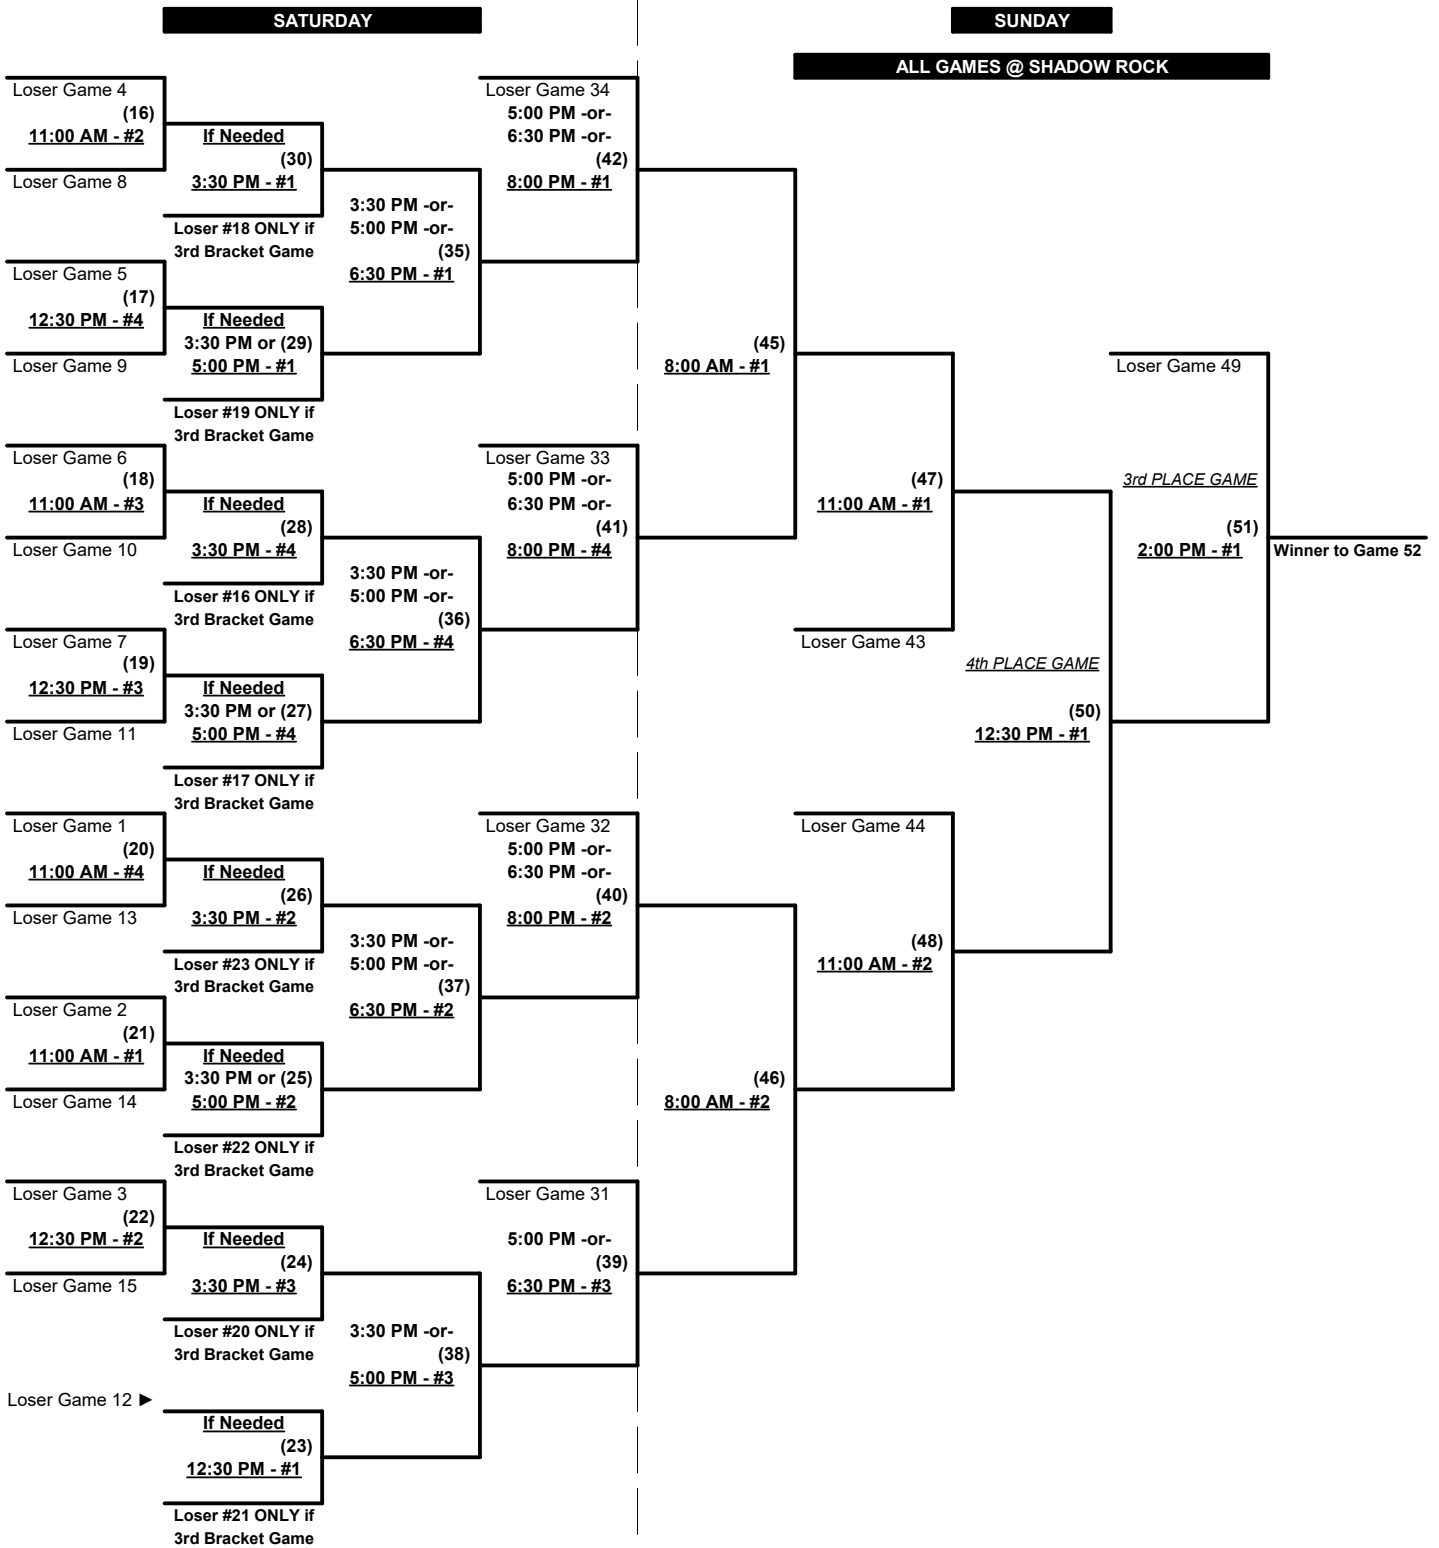 SATURDAY
SUNDAY
ALL GAMES @ SHADOW ROCK
Loser Game 4
(16)
11:00 AM - #2
Loser Game 8
If Needed
(30)
3:30 PM - #1
Loser #18 ONLY if
3rd Bracket Game
Loser Game 5
(17)
12:30 PM - #4
Loser Game 9
If Needed
3:30 PM or (29)
5:00 PM - #1
Loser #19 ONLY if
3rd Bracket Game
3:30 PM -or-
5:00 PM -or-
(35)
6:30 PM - #1
Loser Game 34
5:00 PM -or-
6:30 PM -or-
(42)
8:00 PM - #1
Loser Game 6
(18)
11:00 AM - #3
Loser Game 10
If Needed
(28)
3:30 PM - #4
Loser #16 ONLY if
3rd Bracket Game
Loser Game 7
(19)
12:30 PM - #3
Loser Game 11
If Needed
3:30 PM or (27)
5:00 PM - #4
Loser #17 ONLY if
3rd Bracket Game
3:30 PM -or-
5:00 PM -or-
(36)
6:30 PM - #4
Loser Game 33
5:00 PM -or-
6:30 PM -or-
(41)
8:00 PM - #4
(45)
8:00 AM - #1
Loser Game 1
(20)
11:00 AM - #4
Loser Game 13
If Needed
(26)
3:30 PM - #2
Loser #23 ONLY if
3rd Bracket Game
Loser Game 2
(21)
11:00 AM - #1
Loser Game 14
If Needed
3:30 PM or (25)
5:00 PM - #2
Loser #22 ONLY if
3rd Bracket Game
3:30 PM -or-
5:00 PM -or-
(37)
6:30 PM - #2
Loser Game 32
5:00 PM -or-
6:30 PM -or-
(40)
8:00 PM - #2
Loser Game 3
(22)
12:30 PM - #2
Loser Game 15
If Needed
(24)
3:30 PM - #3
Loser #20 ONLY if
3rd Bracket Game
Loser Game 12 ►
If Needed
(23)
12:30 PM - #1
Loser #21 ONLY if
3rd Bracket Game
3:30 PM -or-
(38)
5:00 PM - #3
Loser Game 31
5:00 PM -or-
(39)
6:30 PM - #3
(46)
8:00 AM - #2
(47)
11:00 AM - #1
Loser Game 43
Loser Game 44
(48)
11:00 AM - #2
4th PLACE GAME
(50)
12:30 PM - #1
Loser Game 49
3rd PLACE GAME
(51)
2:00 PM - #1
Winner to Game 52